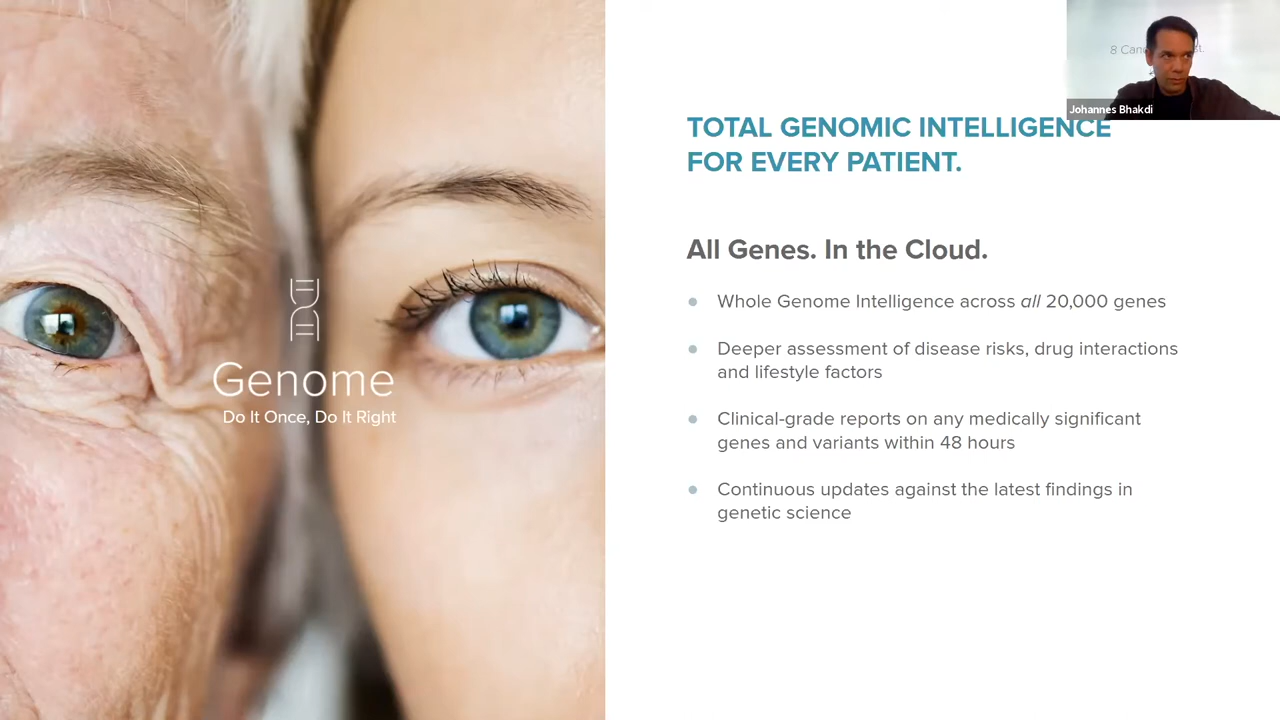 8 Can
st.
Johannes Bhakdi
TOTAL GENOMIC INTELLIGENCE
FOR EVERY PATIENT.
All Genes. In the Cloud.
Whole Genome Intelligence across all 20,000 genes
Deeper assessment of disease risks, drug interactions
and lifestyle factors
Clinical-grade reports on any medically significant
genes and variants within 48 hours
Continuous updates against the latest findings in
genetic science
Genome
Do It Once, Do It Right